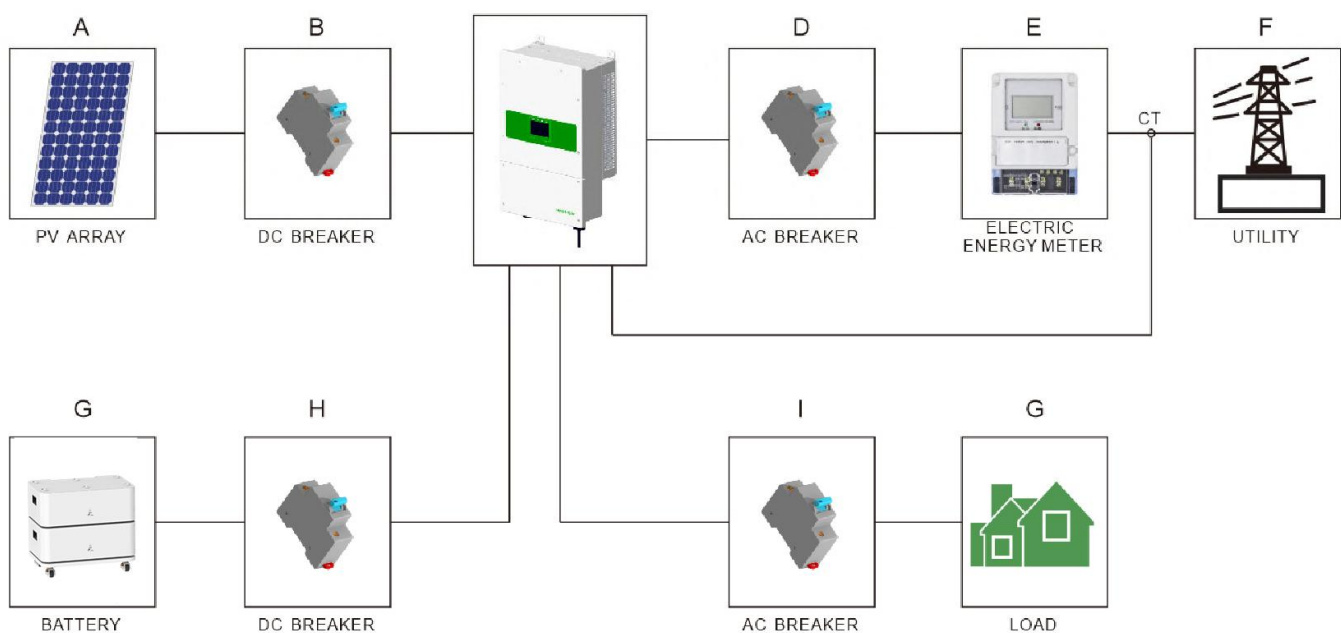 A
B
D
E
F
CT
PV ARRAY
DC BREAKER
AC BREAKER
ELECTRIC
ENERGY METER
UTILITY
G
H
I
G
BATTERY
DC BREAKER
AC BREAKER
LOAD